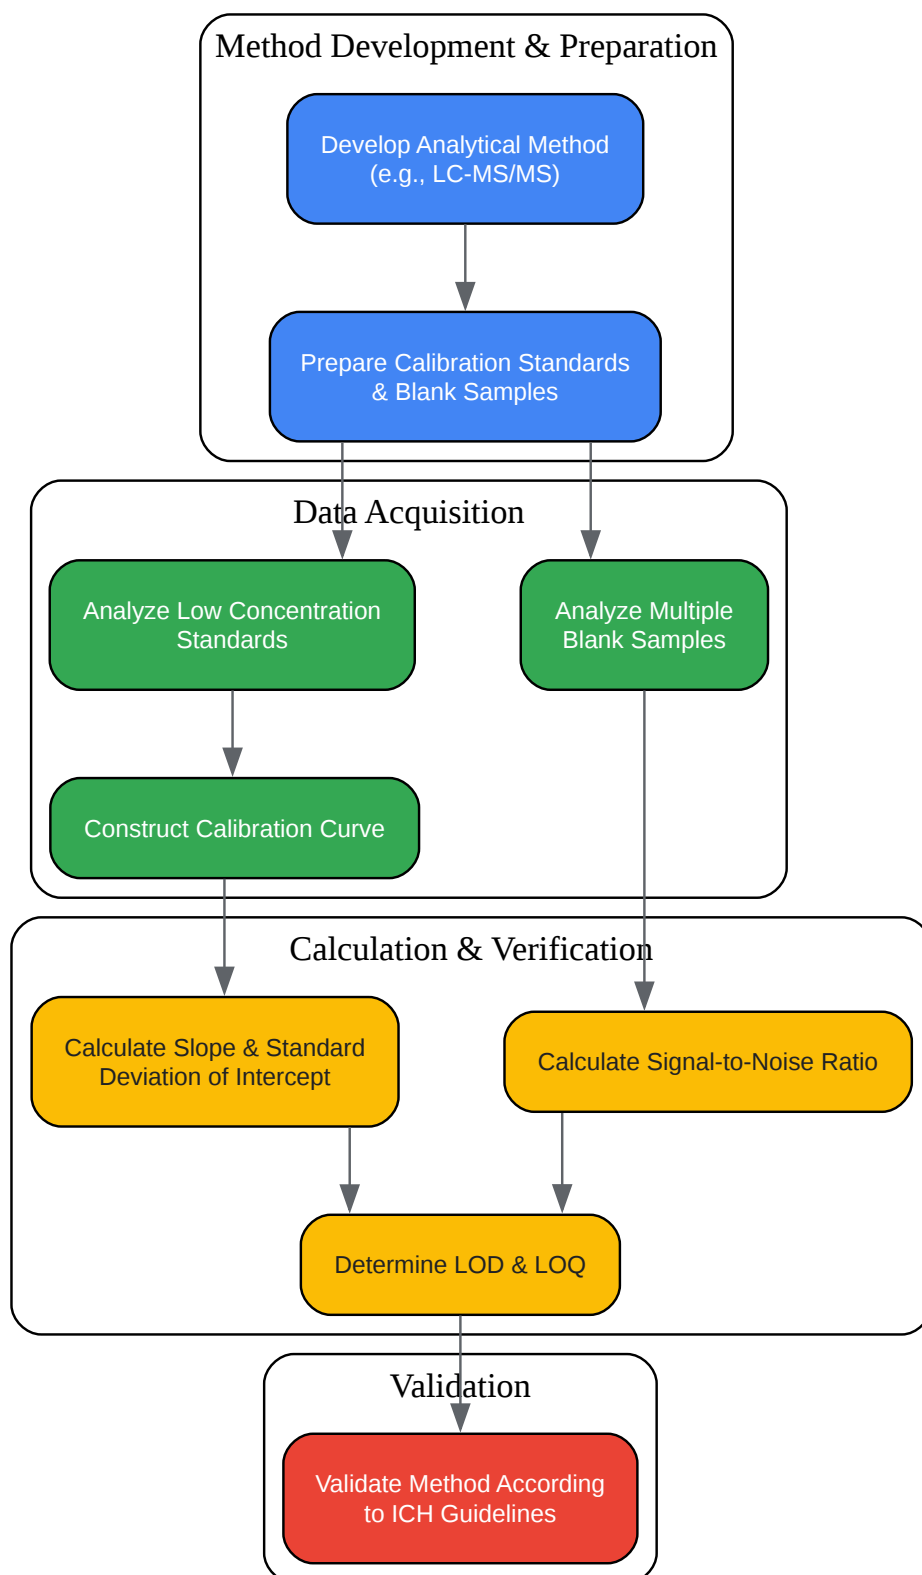 Method Development & Preparation
Develop Analytical Method
(e.g., LC-MS/MS)
Prepare Calibration Standards
& Blank Samples
Data Acquisition
Analyze Low Concentration
Standards
Analyze Multiple
Blank Samples
Construct Calibration Curve
Calculation & Verification
Calculate Slope & Standard
Deviation of Intercept
Calculate Signal-to-Noise Ratio
Determine LOD & LOQ
Validation
Validate Method According
to ICH Guidelines